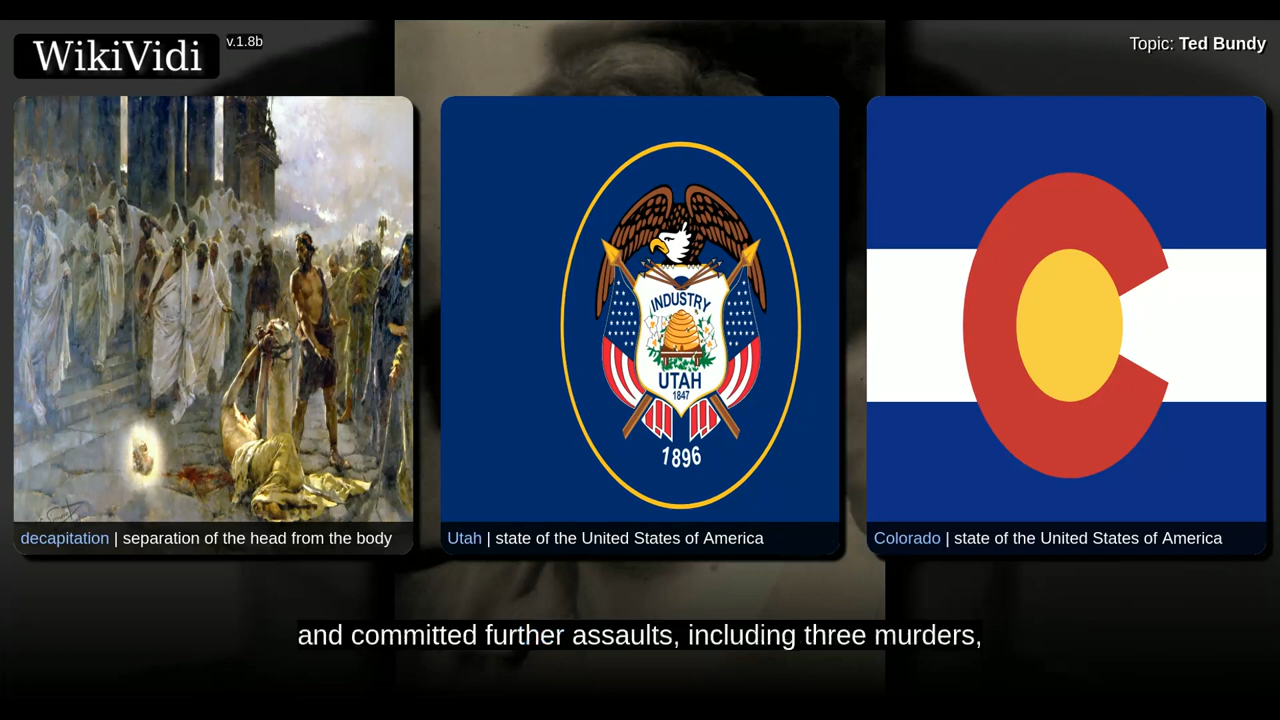 WikiVidi
v.1.8b
Topic: Ted Bundy
INDUSTRY
UTAH
1847
1896
decapitation | separation of the head from the body
Utah | state of the United States of America
Colorado | state of the United States of America
and committed further assaults, including three murders,